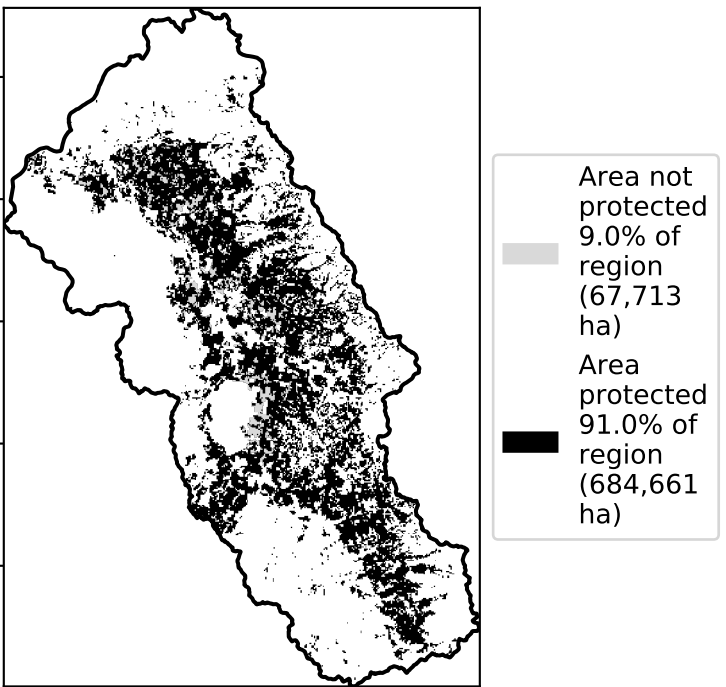 Area not
protected
9.0% of
region
(67,713
ha)
Area
protected
91.0% of
region
(684,661
ha)